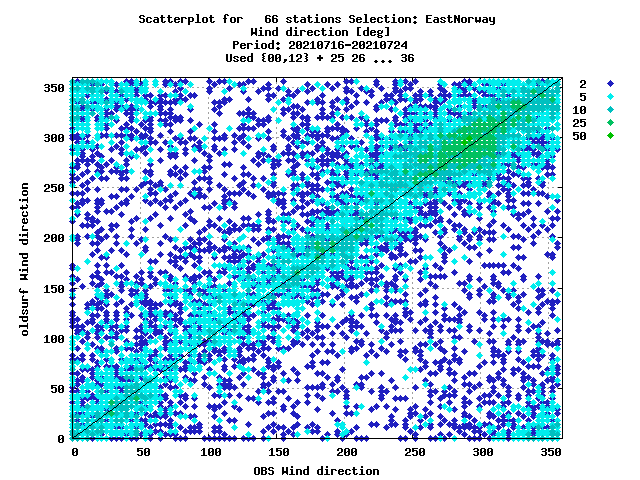 Scatterplot for   66 stations Selection: EastNorway
Wind direction [deg]
Period: 20210716-20210724
Used {00,12} + 25 26 ... 36
350
300
250
200
150
100
50
0
oldsurf Wind direction
0 50 100 150 200 250 300 350
OBS Wind direction
2
5
10
25
50